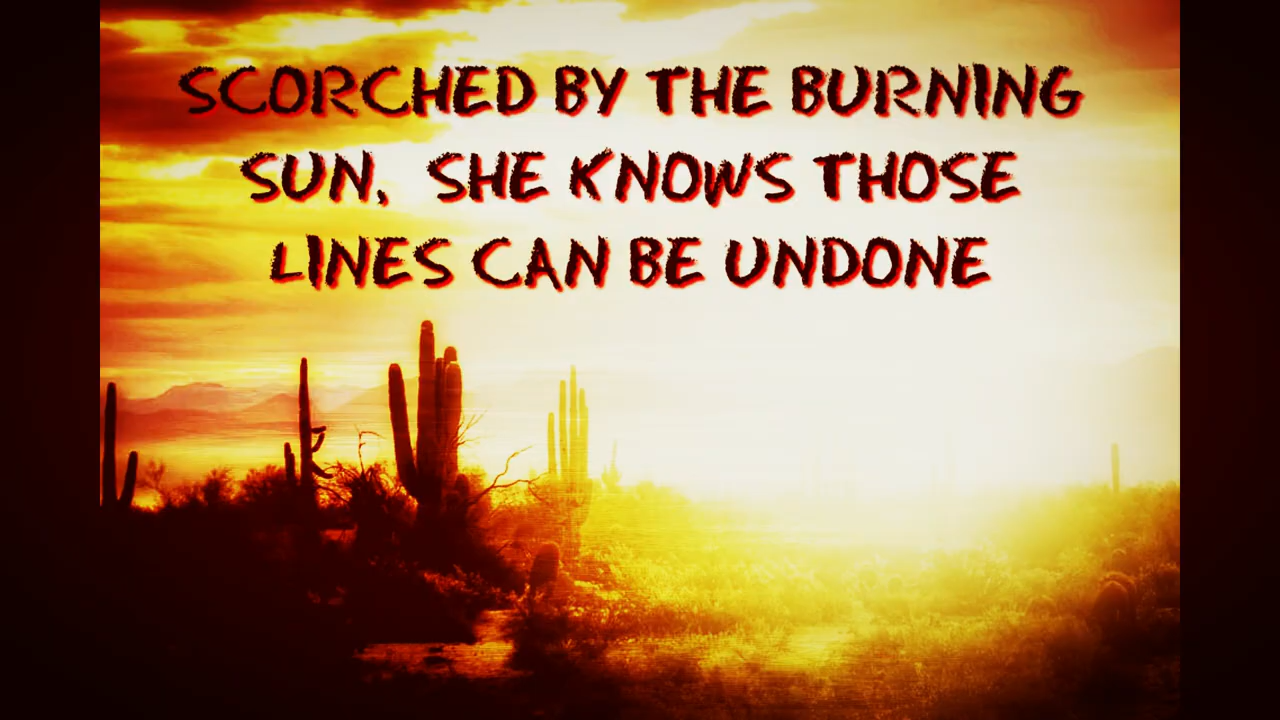 SCORCHED BY THE BURNING
SUN, SHE KNOWS THOSE
LINES CAN BE UNDONE